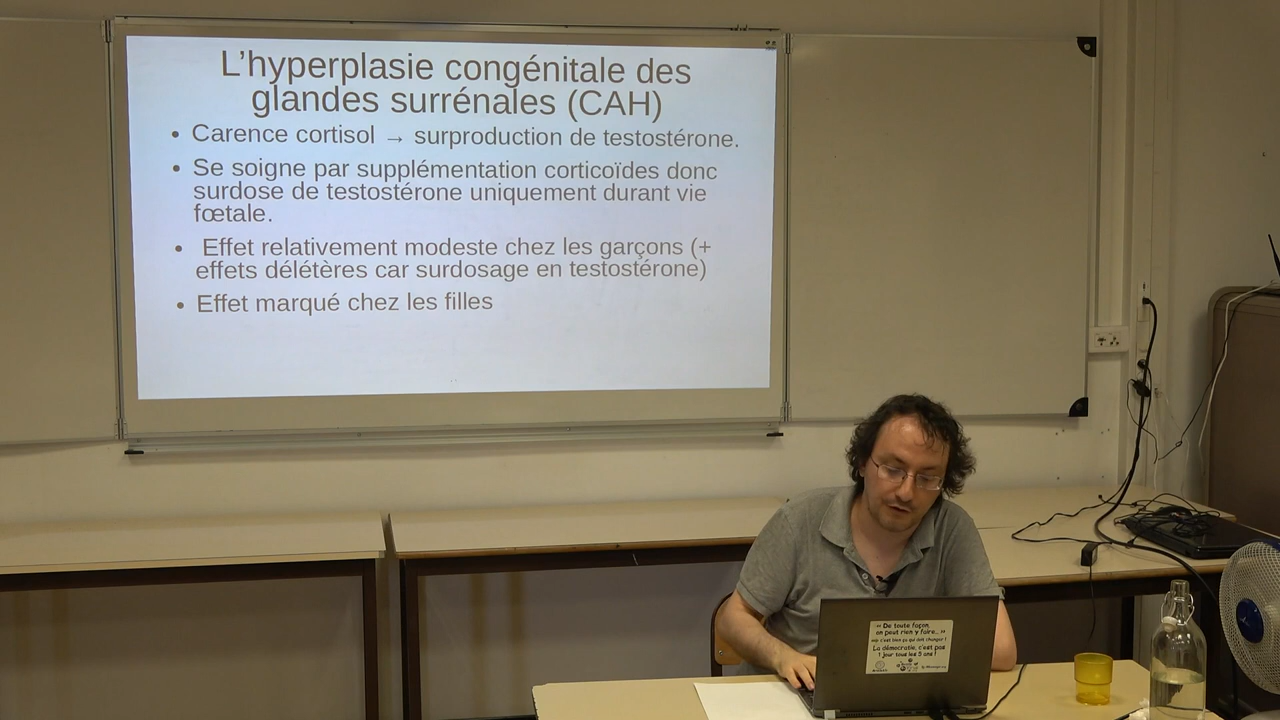 L’hyperplasie congénitale des
glandes surrénales (CAH)
• Carence cortisol → surproduction de testostérone.
• Se soigne par supplémentation corticoïdes donc
surdose de testostérone uniquement durant vie
fœtale.
• Effet relativement modeste chez les garçons (+
effets délétères car surdosage en testostérone)
• Effet marqué chez les filles
« De toute façon,
on peut rien y faire... »
La démocratie, c'est pas
1 jour tous les 5 ans !